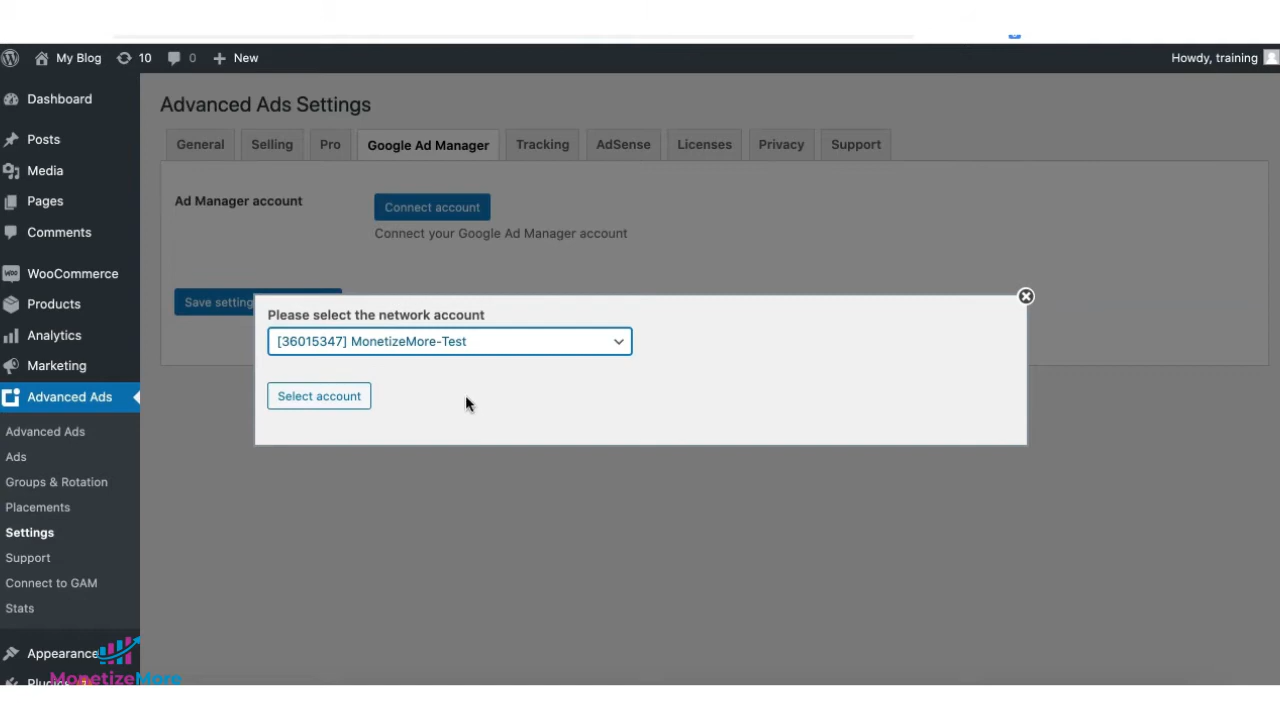 My Blog 10 0 New Howdy, training
Dashboard
Posts
Media
Pages
Comments
WooCommerce
Products
Analytics
Marketing
Advanced Ads
Advanced Ads
Ads
Groups & Rotation
Placements
Settings
Support
Connect to GAM
Stats
Appearance
Advanced Ads Settings
General Selling Pro Google Ad Manager Tracking AdSense Licenses Privacy Support
Ad Manager account
Connect account
Connect your Google Ad Manager account
Save setting
Please select the network account
[36015347] MonetizeMore-Test
Select account
MonetizeMore